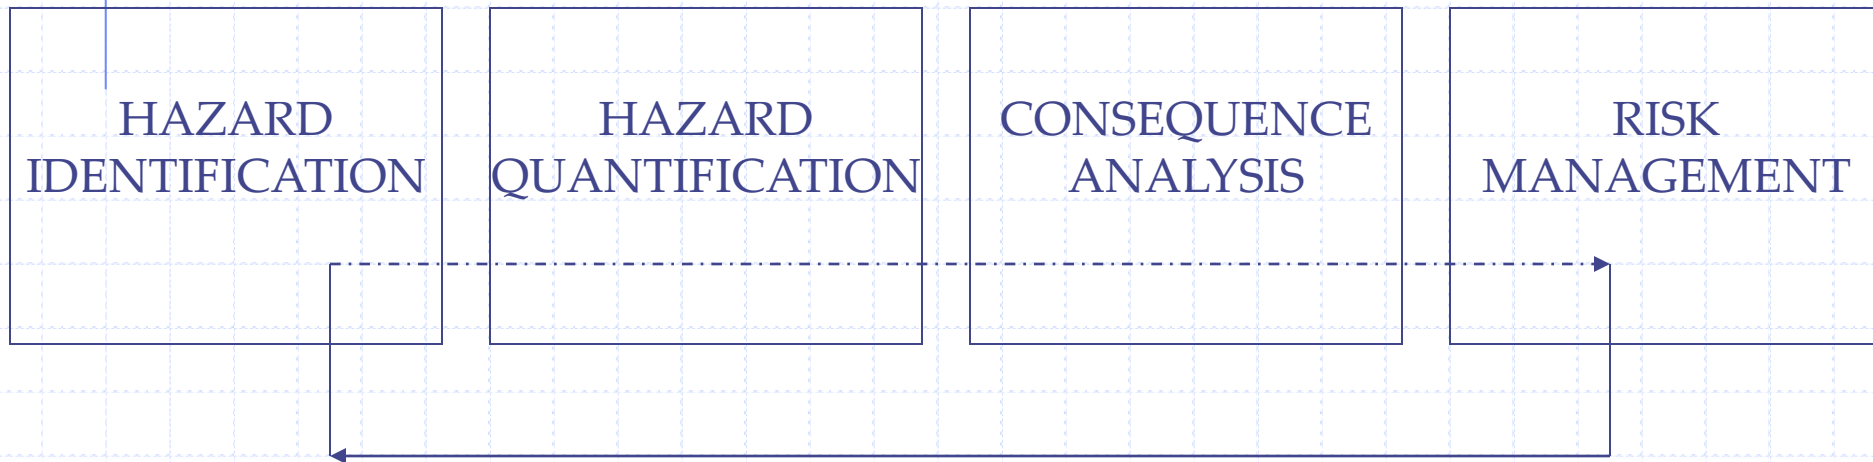 HAZARD
IDENTIFICATION
HAZARD
QUANTIFICATION
CONSEQUENCE
ANALYSIS
RISK
MANAGEMENT